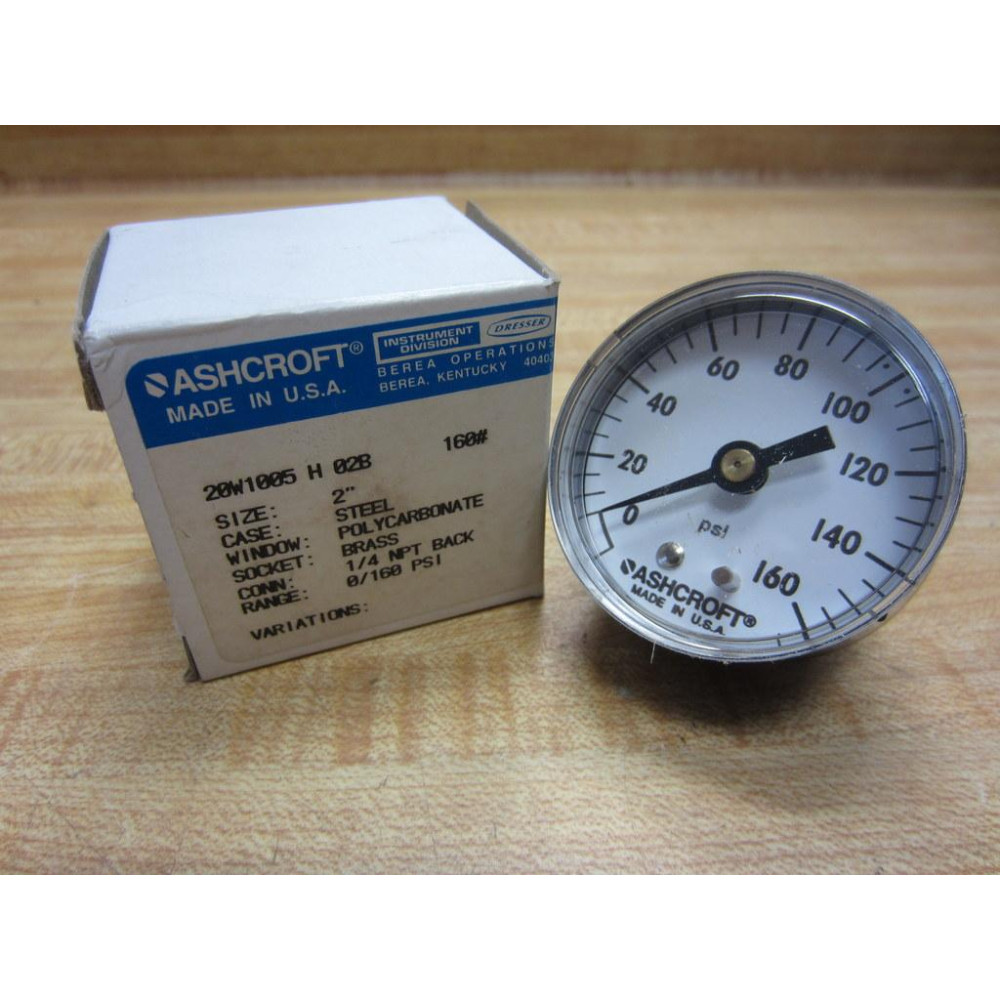 ASHCROFT®
MADE IN U.S.A.
INSTRUMENT
DIVISION
DRESSER
BEREA OPERATIONS
BEREA, KENTUCKY 40403
20W1005 H 02B 160#
SIZE: 2"
CASE: STEEL
WINDOW: POLYCARBONATE
SOCKET: BRASS
CONN: 1/4 NPT BACK
RANGE: 0/160 PSI
VARIATIONS:
0
20
40
60
80
100
120
140
160
psi
ASHCROFT®
MADE IN U.S.A.